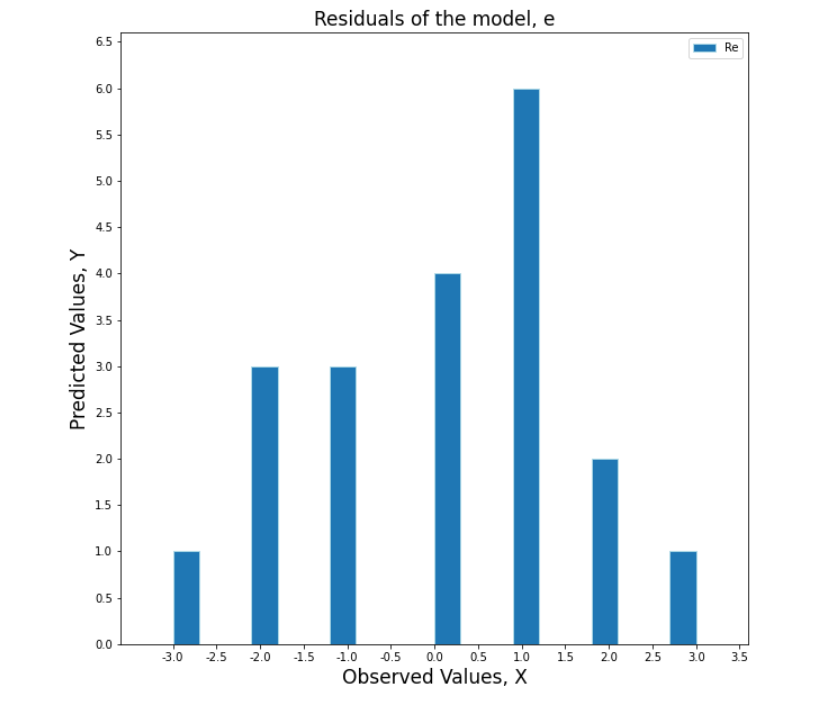 Residuals of the model, e
Re
6.5
6.0
5.5
5.0
4.5
4.0
3.5
3.0
2.5
2.0
1.5
1.0
0.5
0.0
Predicted Values, Y
-3.0 -2.5 -2.0 -1.5 -1.0 -0.5 0.0 0.5 1.0 1.5 2.0 2.5 3.0 3.5
Observed Values, X